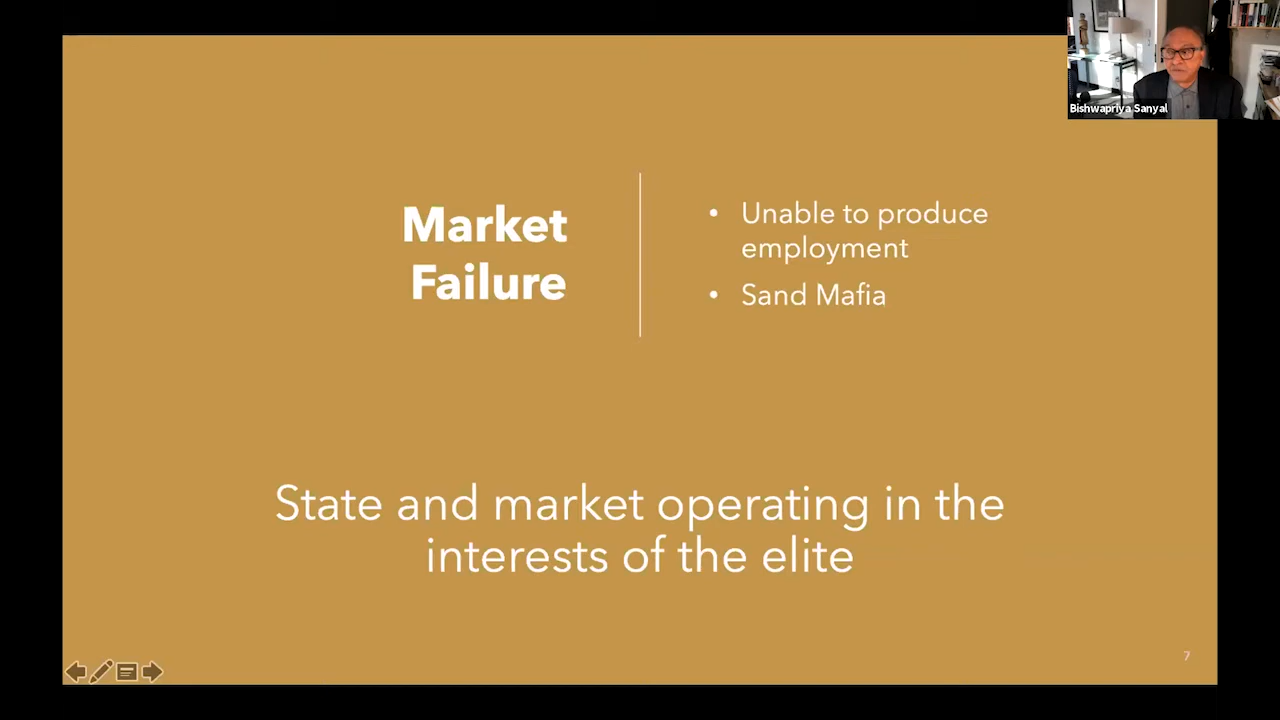 Bishwapriya Sanyal
Market
Failure
• Unable to produce
employment
• Sand Mafia
State and market operating in the
interests of the elite
7